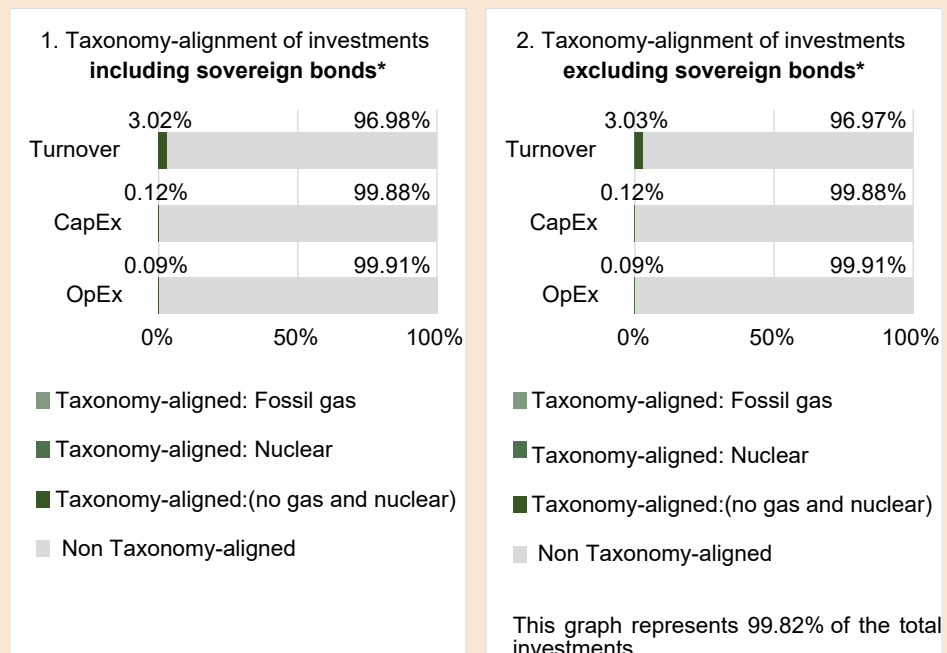 1. Taxonomy-alignment of investments
including sovereign bonds*
3.02% 96.98%
Turnover
0.12% 99.88%
CapEx
0.09% 99.91%
OpEx
0% 50% 100%
Taxonomy-aligned: Fossil gas
Taxonomy-aligned: Nuclear
Taxonomy-aligned:(no gas and nuclear)
Non Taxonomy-aligned
2. Taxonomy-alignment of investments
excluding sovereign bonds*
3.03% 96.97%
Turnover
0.12% 99.88%
CapEx
0.09% 99.91%
OpEx
0% 50% 100%
Taxonomy-aligned: Fossil gas
Taxonomy-aligned: Nuclear
Taxonomy-aligned:(no gas and nuclear)
Non Taxonomy-aligned
This graph represents 99.82% of the total
investments